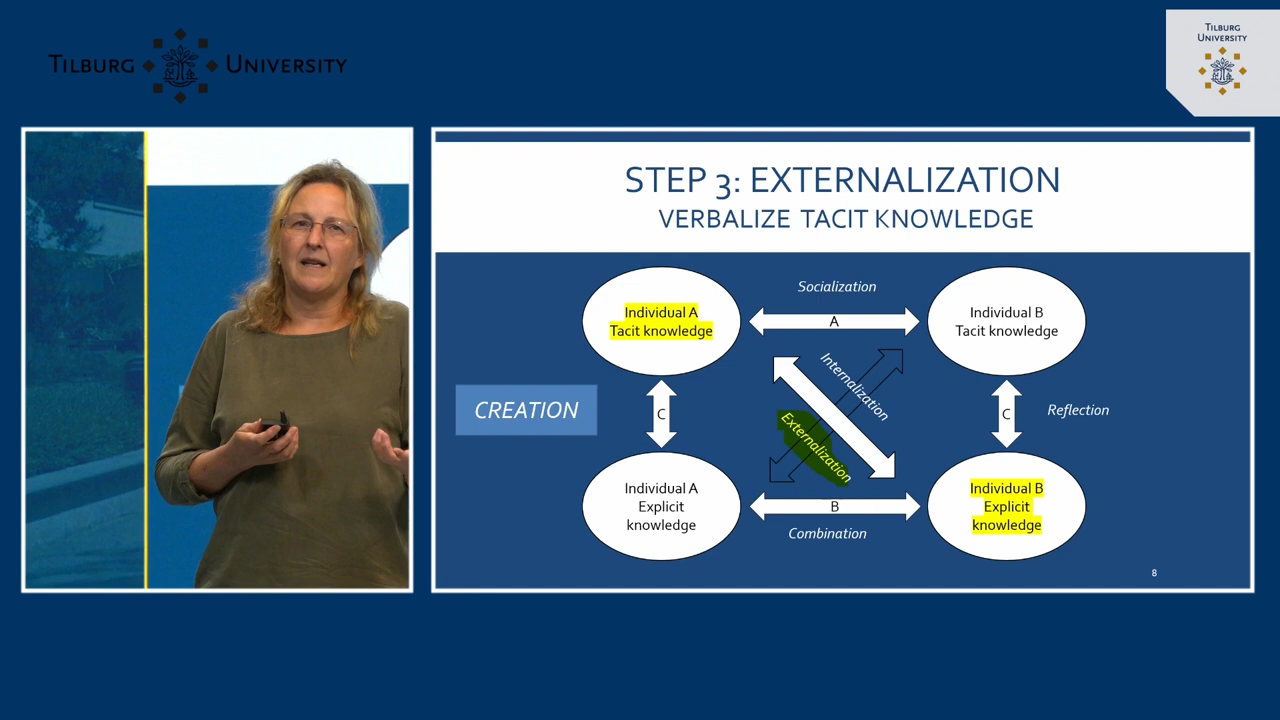 TILBURG UNIVERSITY
TILBURG
UNIVERSITY
STEP 3: EXTERNALIZATION
VERBALIZE TACIT KNOWLEDGE
Socialization
Individual A
Tacit knowledge
A
Individual B
Tacit knowledge
Internalization
CREATION
C
Externalization
C
Reflection
Individual A
Explicit
knowledge
B
Individual B
Explicit
knowledge
Combination
8